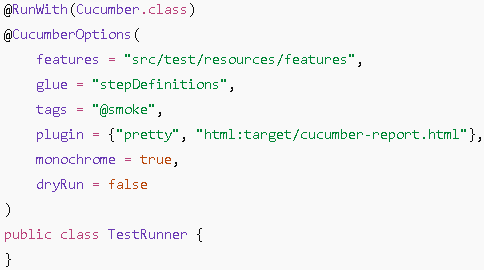 @RunWith(Cucumber.class)
@CucumberOptions(
    features = "src/test/resources/features",
    glue = "stepDefinitions",
    tags = "@smoke",
    plugin = {"pretty", "html:target/cucumber-report.html"},
    monochrome = true,
    dryRun = false
)
public class TestRunner {
}